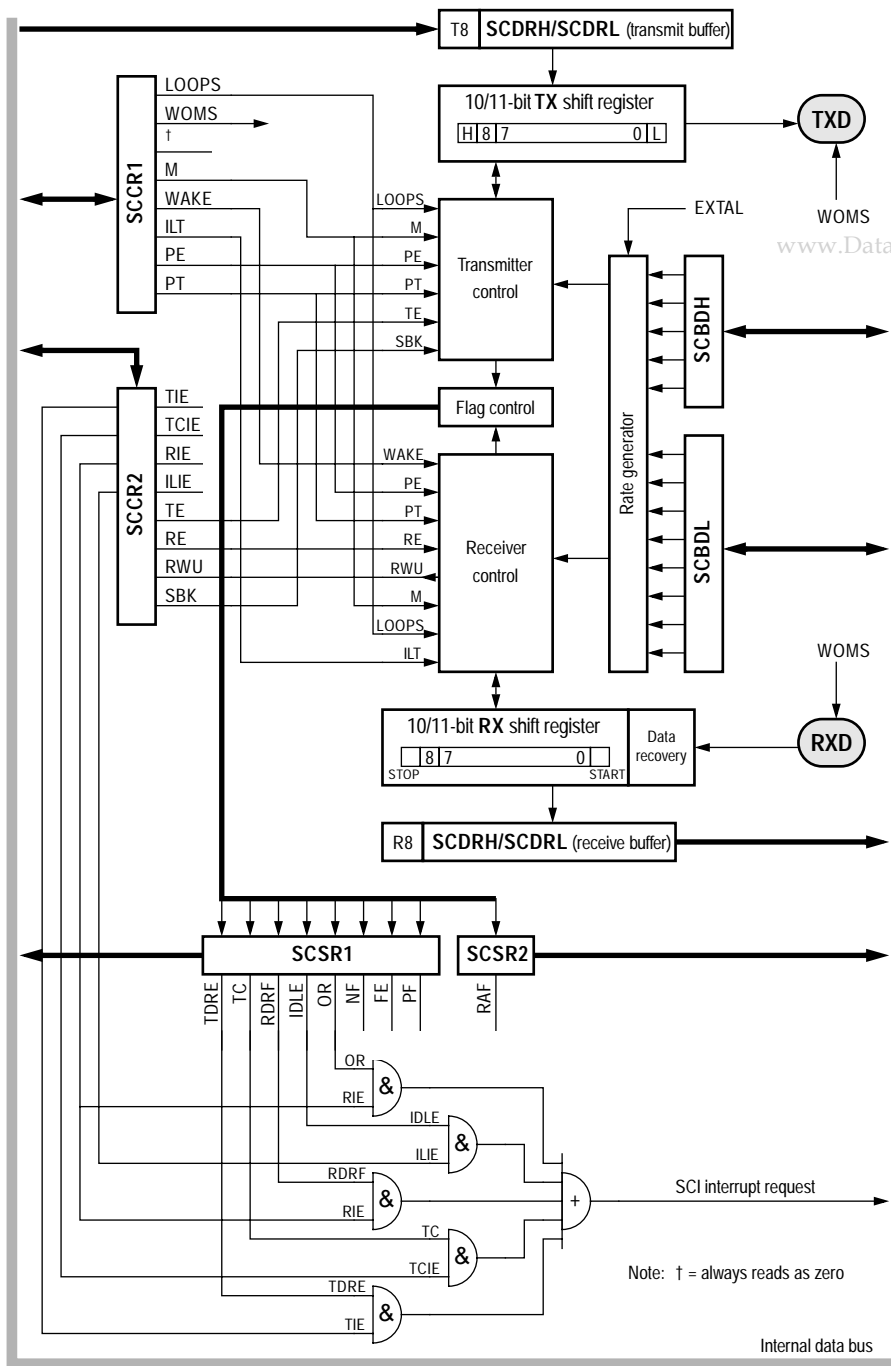 T8 SCDRH/SCDRL (transmit buffer)
10/11-bit TX shift register
H 8 7 0 L
TXD
WOMS
www.Data
EXTAL
SCCR1
LOOPS
WOMS
†
M
WAKE
ILT
PE
PT
LOOPS
M
PE
PT
TE
SBK
Transmitter
control
SCBDH
Flag control
Rate generator
SCCR2
TIE
TCIE
RIE
ILIE
TE
RE
RWU
SBK
WAKE
PE
PT
RE
RWU
M
LOOPS
ILT
Receiver
control
SCBDL
WOMS
RXD
10/11-bit RX shift register
8 7 0
STOP START
Data
recovery
R8 SCDRH/SCDRL (receive buffer)
SCSR1
SCSR2
TDRE
TC
RDRF
IDLE
OR
NF
FE
PF
RAF
OR
RIE
&
IDLE
ILIE
&
RDRF
RIE
&
TC
TCIE
&
TDRE
TIE
&
+
SCI interrupt request
Note: † = always reads as zero
Internal data bus